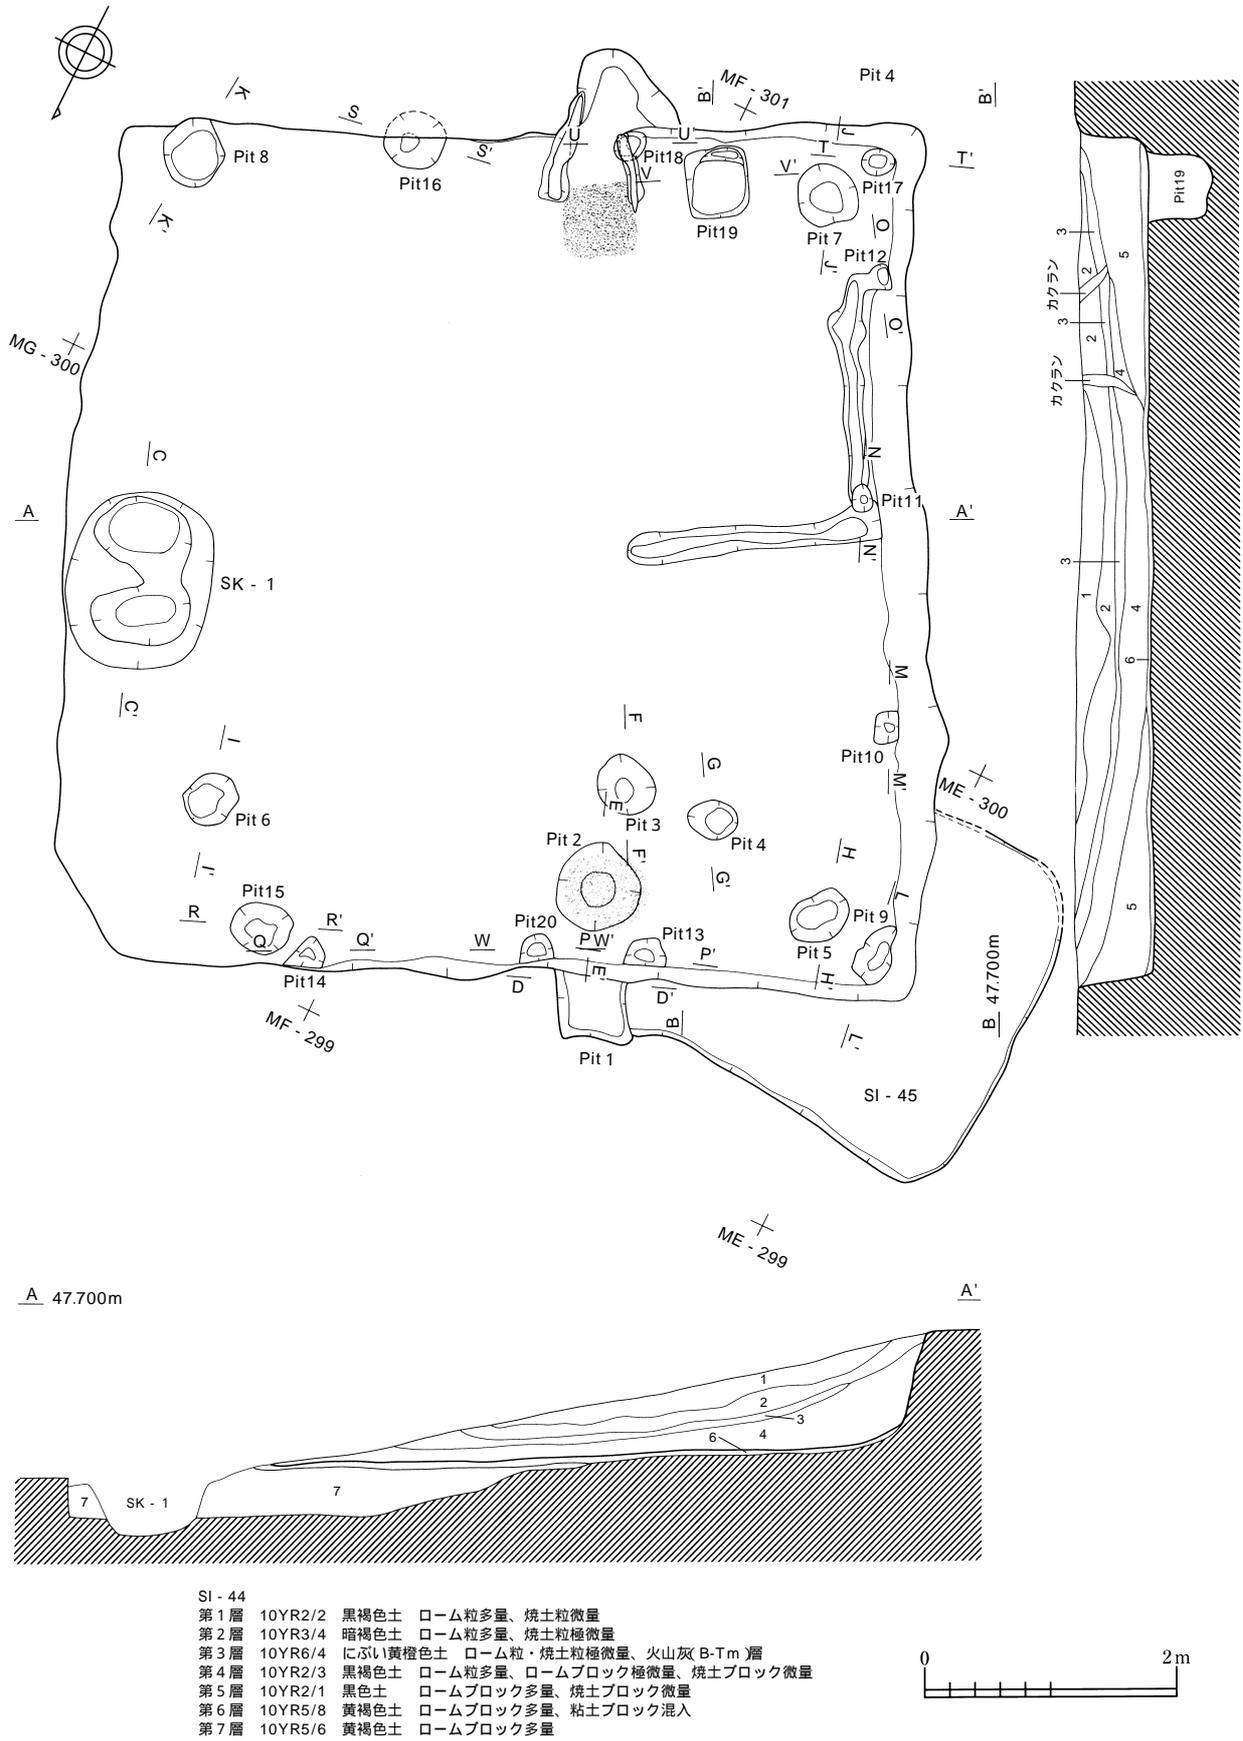 Pit 4
K
S
B'
MF - 301
B'
J
U
U
S'
Pit 8
Pit16
Pit18
T
T'
V
V'
Pit17
K'
Pit19
Pit19
Pit 7
O
Pit12
J'
3
5
2
カクラン
O'
3
2
MG - 300
カクラン
4
C
N
A
Pit11
A'
N'
3
SK - 1
1
2
4
6
M
C'
I
F
G
Pit10
M'
ME - 300
E
Pit 6
Pit 3
Pit 2
Pit 4
F'
H
I'
G'
L
Pit15
R
R'
Pit20
Pit13
Pit 9
5
Q
Q'
W
P
W'
P'
Pit 5
Pit14
D
E'
D'
H'
MF - 299
B
B 47.700m
L'
Pit 1
SI - 45
ME - 299
A 47.700m
A'
1
2
3
6
4
7
SK - 1
7
SI - 44
第1層 10YR2/2 黒褐色土 ローム粒多量、焼土粒微量
第2層 10YR3/4 暗褐色土 ローム粒多量、焼土粒極微量
第3層 10YR6/4 にぶい黄橙色土 ローム粒・焼土粒極微量、火山灰(B-Tm)層
第4層 10YR2/3 黒褐色土 ローム粒多量、ロームブロック極微量、焼土ブロック微量
第5層 10YR2/1 黒色土 ロームブロック多量、焼土ブロック微量
第6層 10YR5/8 黄褐色土 ロームブロック多量、粘土ブロック混入
第7層 10YR5/6 黄褐色土 ロームブロック多量
0 2m